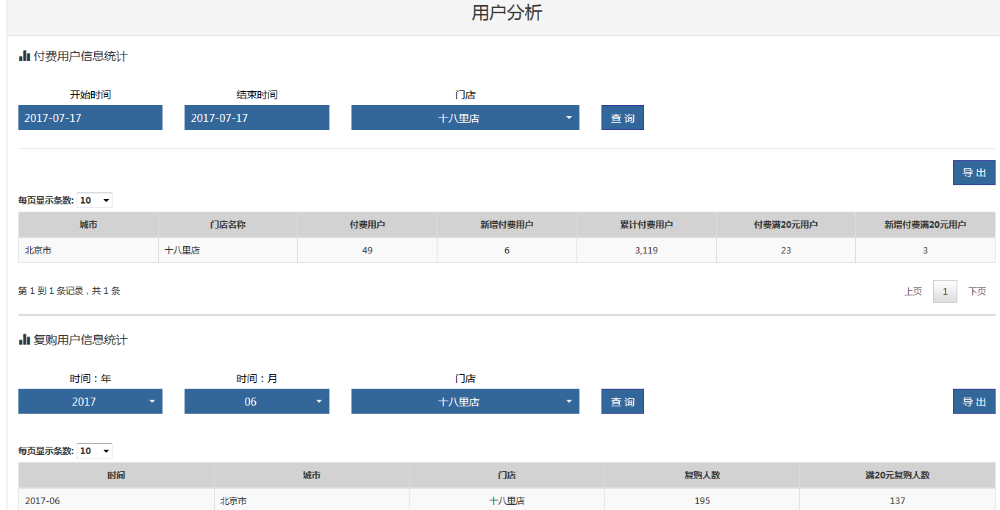 用户分析
付费用户信息统计
开始时间 结束时间 门店
2017-07-17 2017-07-17 十八里店 查 询
导 出
每页显示条数: 10
城市 门店名称 付费用户 新增付费用户 累计付费用户 付费满20元用户 新增付费满20元用户
北京市 十八里店 49 6 3,119 23 3
第 1 到 1 条记录，共 1 条 上页 1 下页
复购用户信息统计
时间：年 时间：月 门店
2017 06 十八里店 查 询 导 出
每页显示条数: 10
时间 城市 门店 复购人数 满20元复购人数
2017-06 北京市 十八里店 195 137